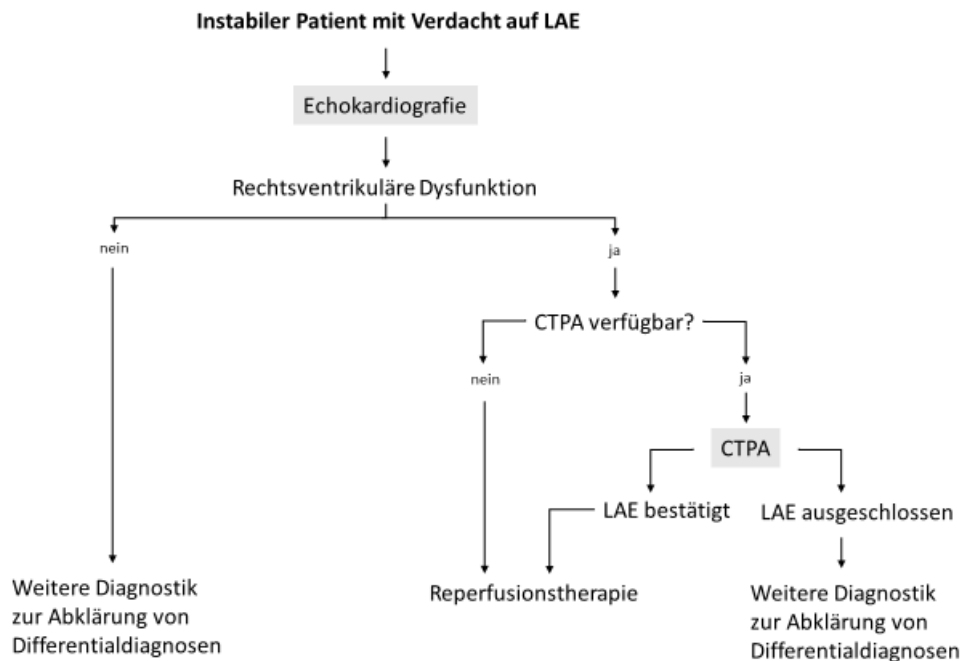 Instabiler Patient mit Verdacht auf LAE
Echokardiografie
Rechtsventrikuläre Dysfunktion
nein
ja
CTPA verfügbar?
nein
ja
CTPA
LAE bestätigt
LAE ausgeschlossen
Weitere Diagnostik
zur Abklärung von
Differentialdiagnosen
Reperfusionstherapie
Weitere Diagnostik
zur Abklärung von
Differentialdiagnosen